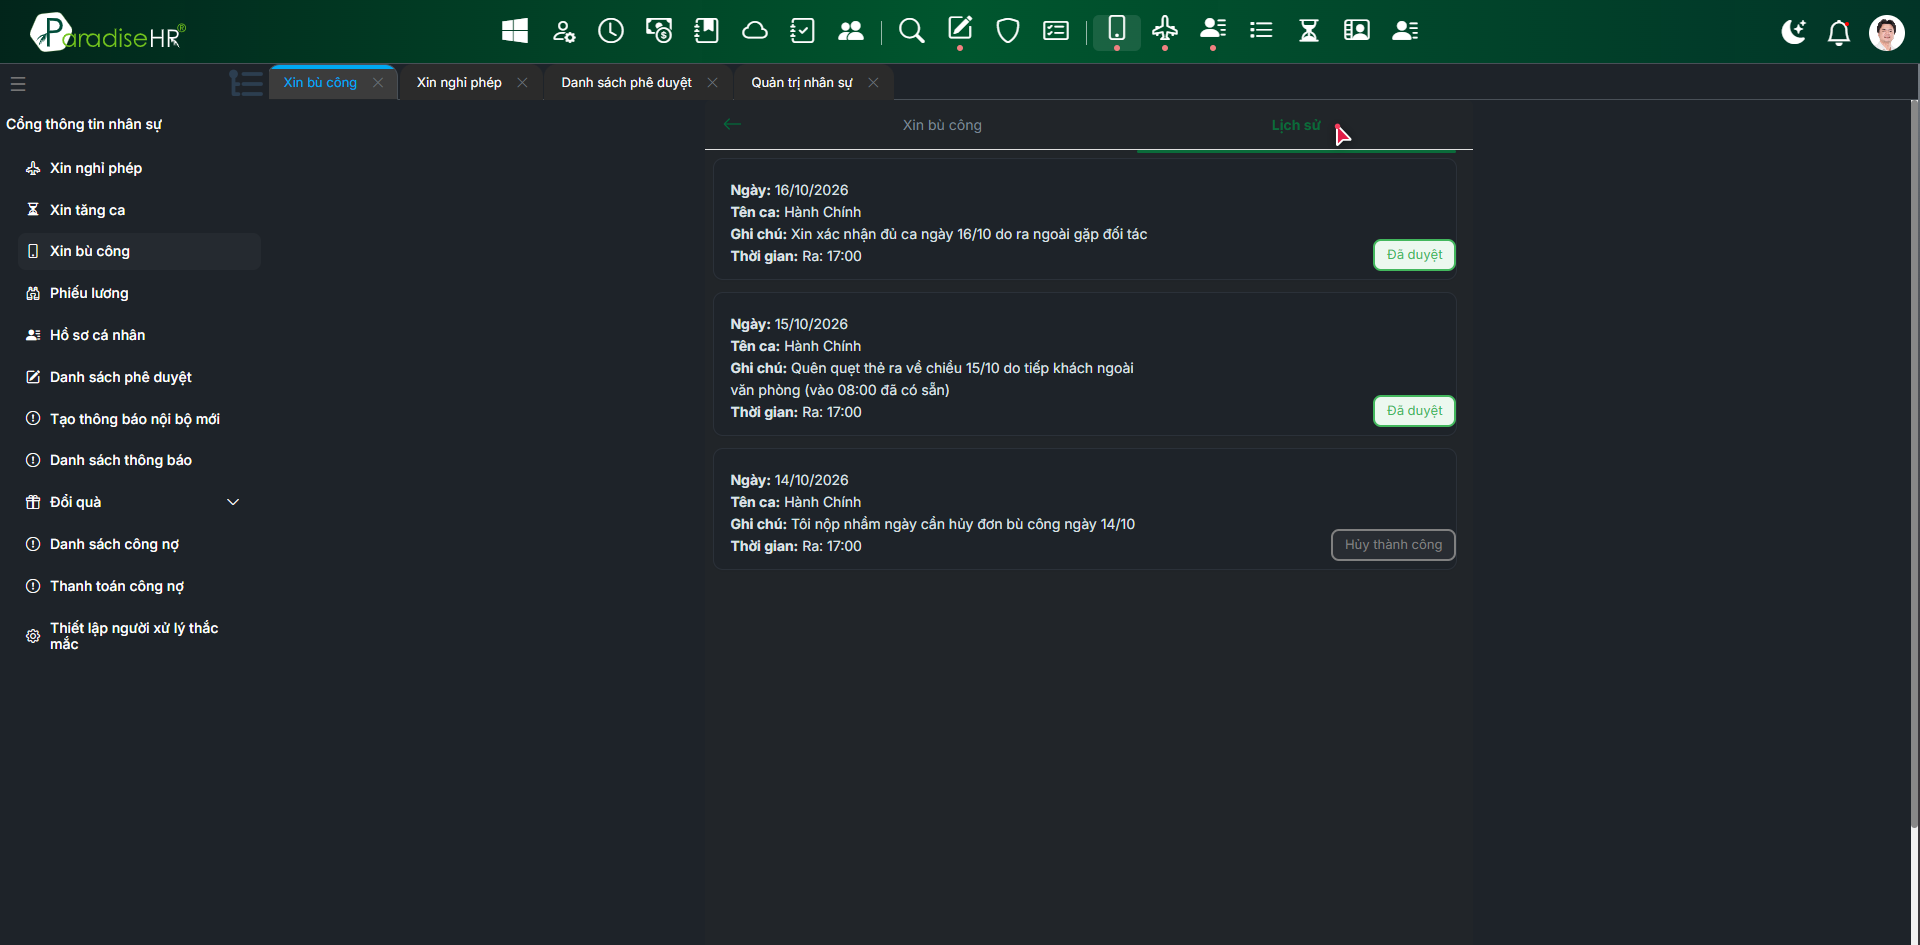 ParadiseHR®
Xin bù công
Xin nghỉ phép
Danh sách phê duyệt
Quản trị nhân sự
Cổng thông tin nhân sự
Xin nghỉ phép
Xin tăng ca
Xin bù công
Phiếu lương
Hồ sơ cá nhân
Danh sách phê duyệt
Tạo thông báo nội bộ mới
Danh sách thông báo
Đổi quà
Danh sách công nợ
Thanh toán công nợ
Thiết lập người xử lý thắc
mắc
Xin bù công
Lịch sử
Ngày: 16/10/2026
Tên ca: Hành Chính
Ghi chú: Xin xác nhận đủ ca ngày 16/10 do ra ngoài gặp đối tác
Thời gian: Ra: 17:00
Đã duyệt
Ngày: 15/10/2026
Tên ca: Hành Chính
Ghi chú: Quên quẹt thẻ ra về chiều 15/10 do tiếp khách ngoài
văn phòng (vào 08:00 đã có sẵn)
Thời gian: Ra: 17:00
Đã duyệt
Ngày: 14/10/2026
Tên ca: Hành Chính
Ghi chú: Tôi nộp nhầm ngày cần hủy đơn bù công ngày 14/10
Thời gian: Ra: 17:00
Hủy thành công